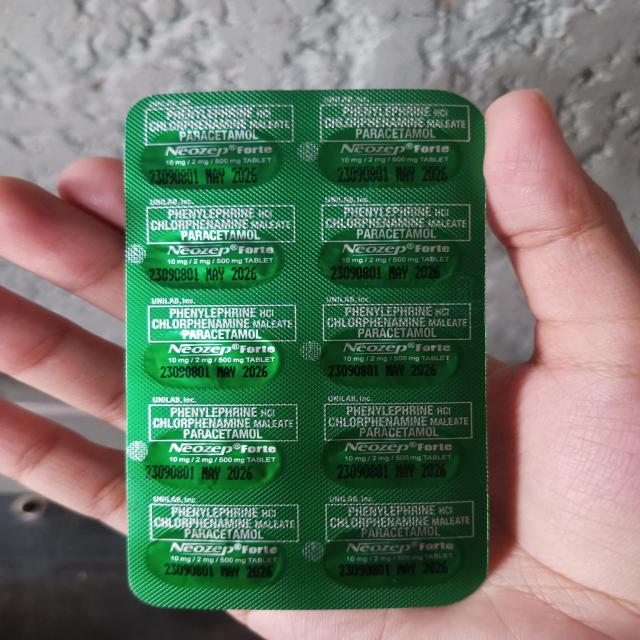 PHENYLEPHRINE HCl
CHLORPHENAMINE MALEATE
PARACETAMOL
Neozep® Forte
10 mg / 2 mg / 500 mg TABLET
23090801 MAY 2026
PHENYLEPHRINE HCl
CHLORPHENAMINE MALEATE
PARACETAMOL
Neozep® Forte
10 mg / 2 mg / 500 mg TABLET
23090801 MAY 2026
UNILAB, Inc.
PHENYLEPHRINE HCl
CHLORPHENAMINE MALEATE
PARACETAMOL
Neozep® Forte
10 mg / 2 mg / 500 mg TABLET
23090801 MAY 2026
UNILAB, Inc.
PHENYLEPHRINE HCl
CHLORPHENAMINE MALEATE
PARACETAMOL
Neozep® Forte
10 mg / 2 mg / 500 mg TABLET
23090801 MAY 2026
UNILAB, Inc.
PHENYLEPHRINE HCl
CHLORPHENAMINE MALEATE
PARACETAMOL
Neozep® Forte
10 mg / 2 mg / 500 mg TABLET
23090801 MAY 2026
UNILAB, Inc.
PHENYLEPHRINE HCl
CHLORPHENAMINE MALEATE
PARACETAMOL
Neozep® Forte
10 mg / 2 mg / 500 mg TABLET
23090801 MAY 2026
UNILAB, Inc.
PHENYLEPHRINE HCl
CHLORPHENAMINE MALEATE
PARACETAMOL
Neozep® Forte
10 mg / 2 mg / 500 mg TABLET
23090801 MAY 2026
UNILAB, Inc.
PHENYLEPHRINE HCl
CHLORPHENAMINE MALEATE
PARACETAMOL
Neozep® Forte
10 mg / 2 mg / 500 mg TABLET
23090801 MAY 2026
UNILAB, Inc.
PHENYLEPHRINE HCl
CHLORPHENAMINE MALEATE
PARACETAMOL
Neozep® Forte
10 mg / 2 mg / 500 mg TABLET
23090801 MAY 2026
UNILAB, Inc.
PHENYLEPHRINE HCl
CHLORPHENAMINE MALEATE
PARACETAMOL
Neozep® Forte
10 mg / 2 mg / 500 mg TABLET
23090801 MAY 2026